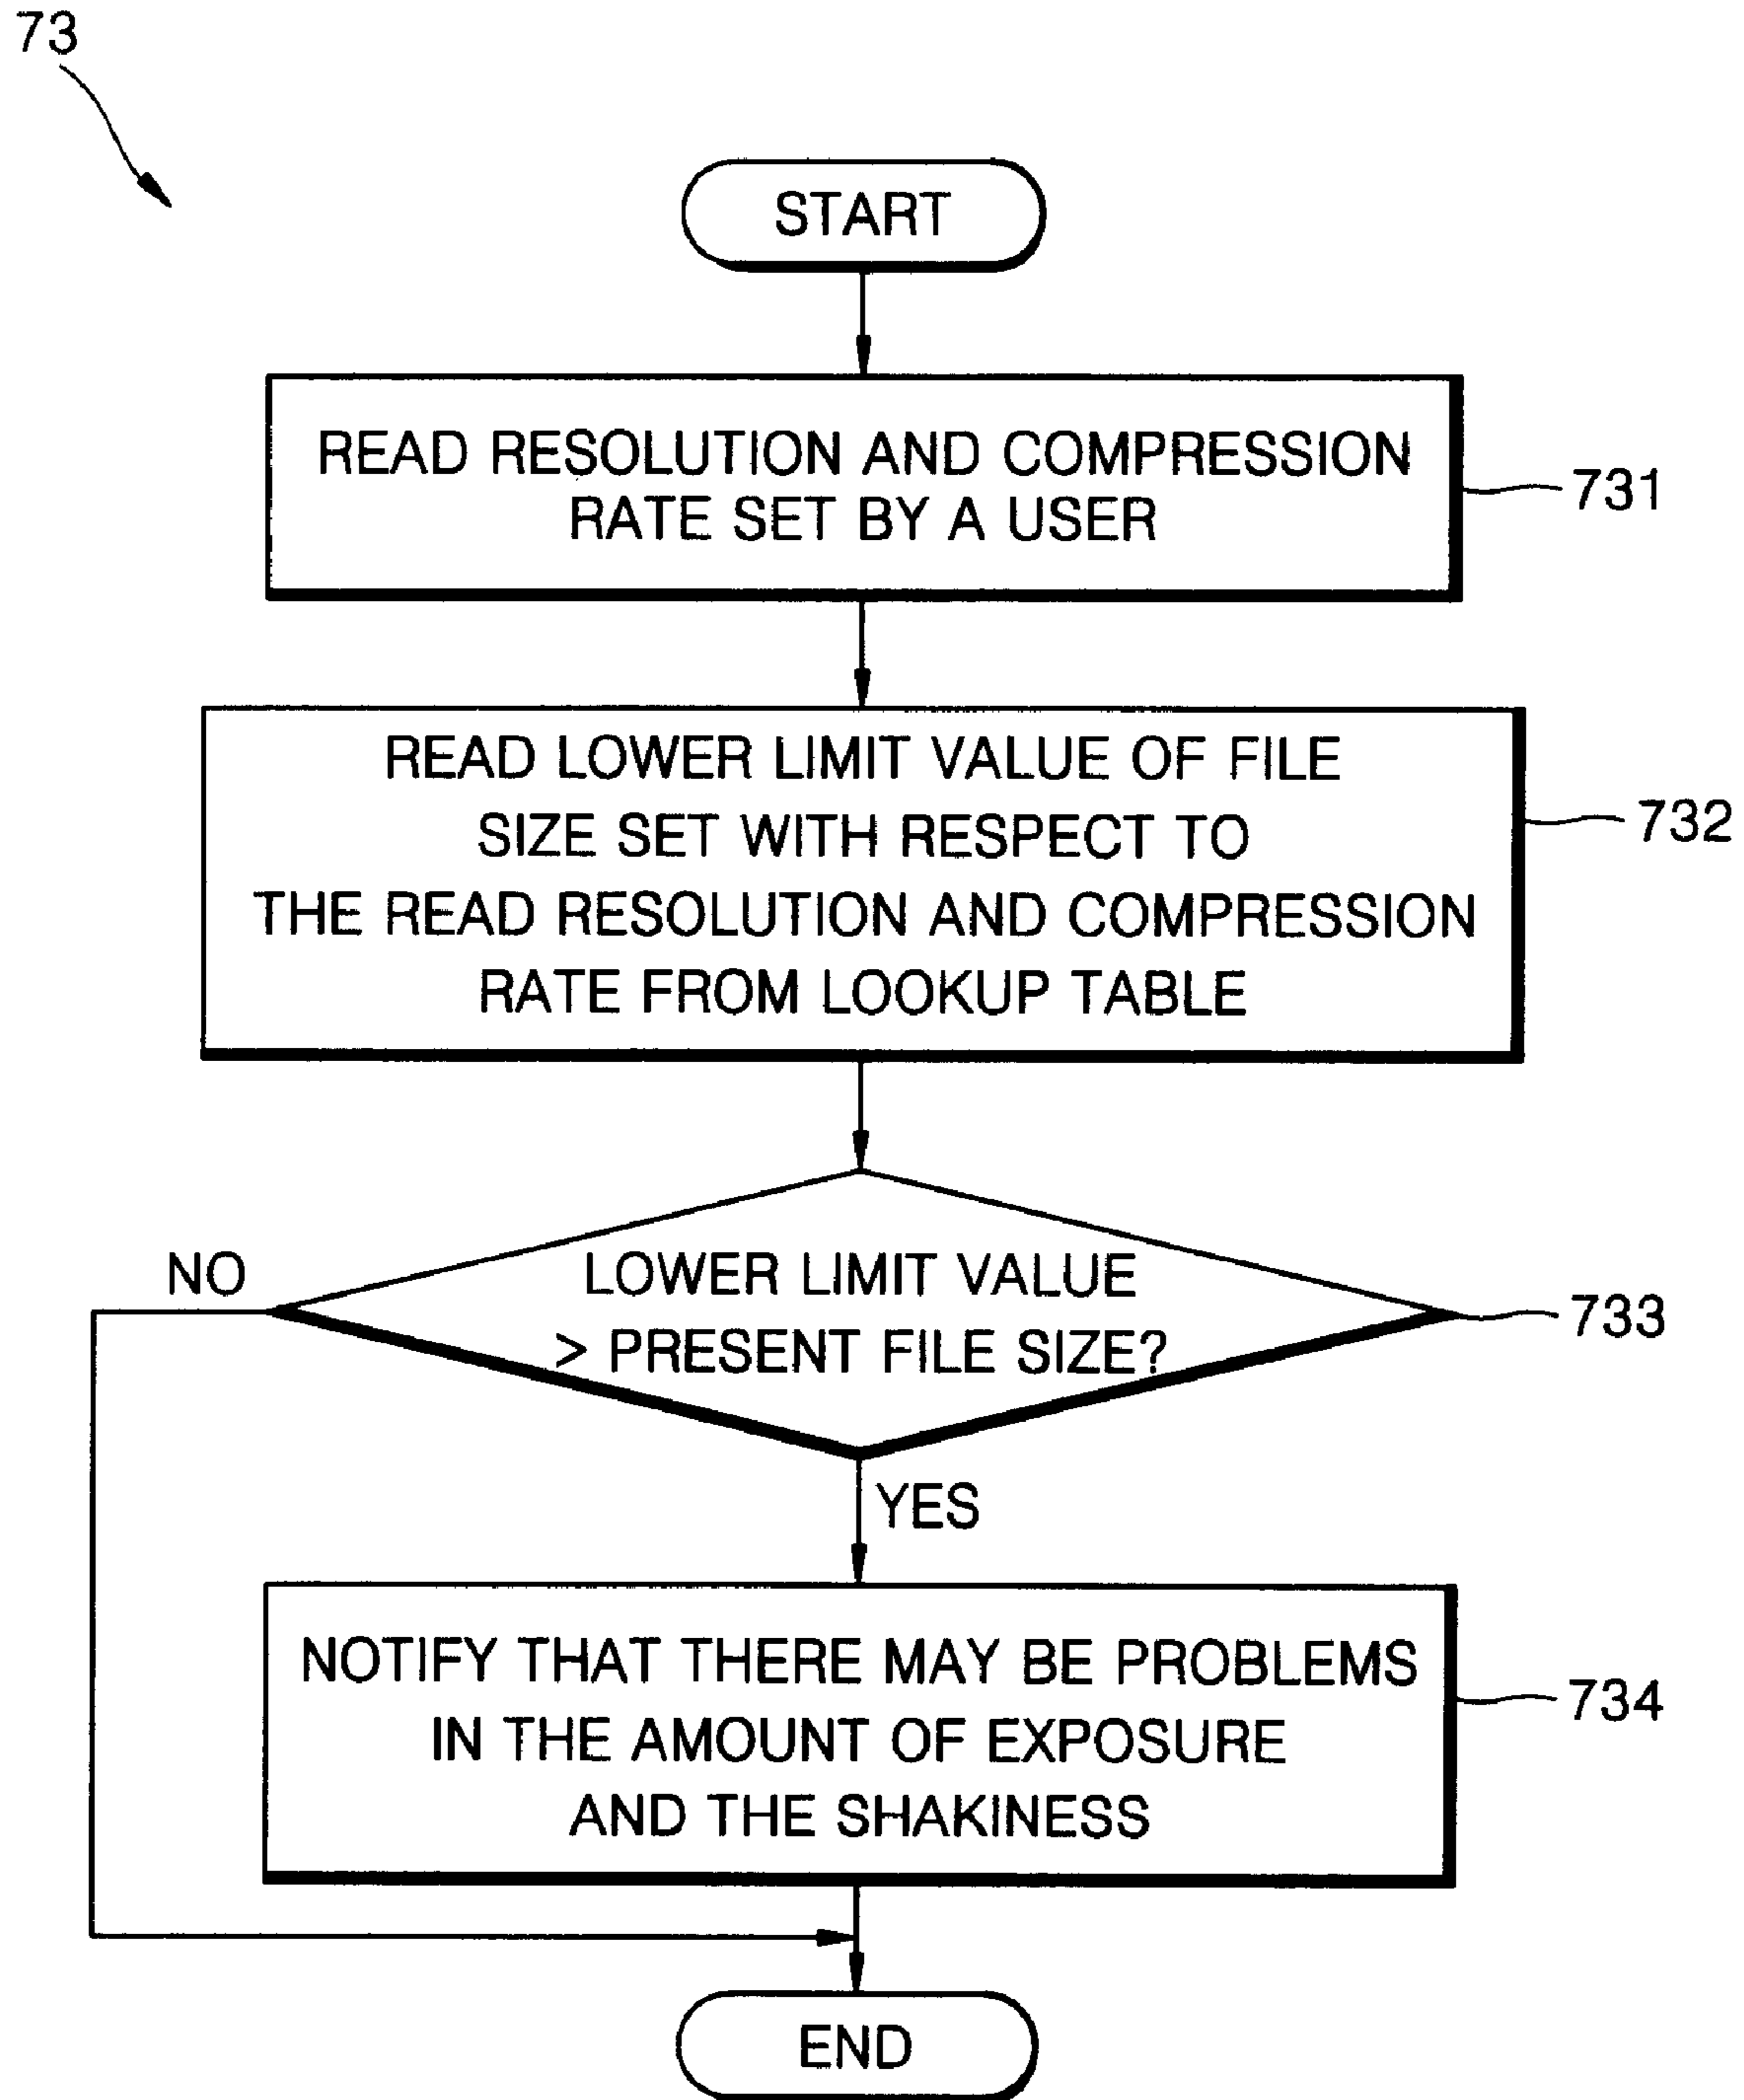 73
START
READ RESOLUTION AND COMPRESSION
RATE SET BY A USER
731
READ LOWER LIMIT VALUE OF FILE
SIZE SET WITH RESPECT TO
THE READ RESOLUTION AND COMPRESSION
RATE FROM LOOKUP TABLE
732
NO
LOWER LIMIT VALUE
> PRESENT FILE SIZE?
733
YES
NOTIFY THAT THERE MAY BE PROBLEMS
IN THE AMOUNT OF EXPOSURE
AND THE SHAKINESS
734
END